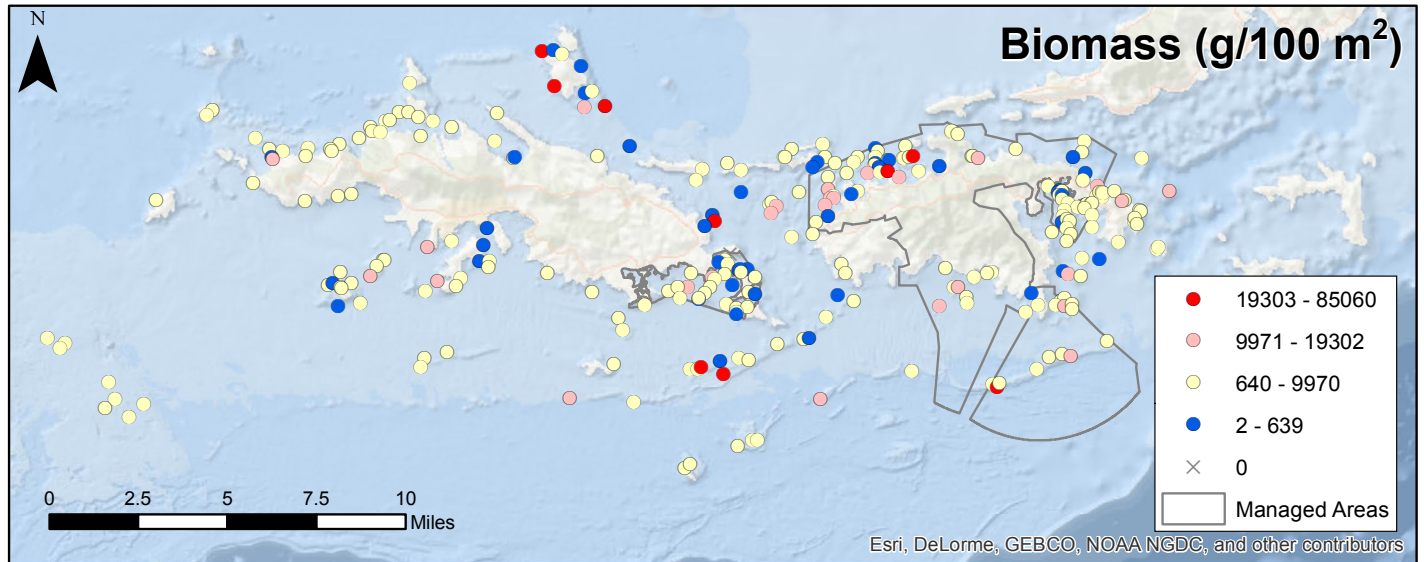 N
Biomass (g/100 m²)
19303 - 85060
9971 - 19302
640 - 9970
2 - 639
0
Managed Areas
0 2.5 5 7.5 10
Miles
Esri, DeLorme, GEBCO, NOAA NGDC, and other contributors